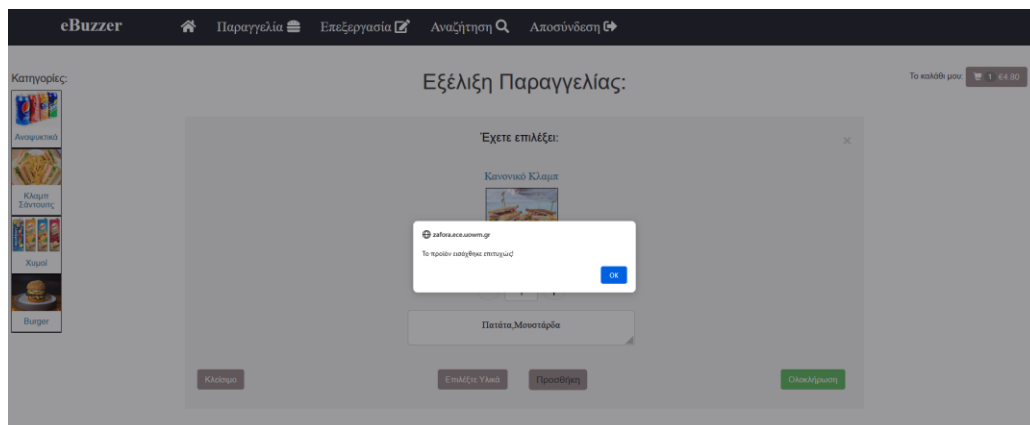 eBuzzer Παραγγελία Επεξεργασία Αναζήτηση Αποσύνδεση
Κατηγορίες:
Εξέλιξη Παραγγελίας:
Το καλάθι μου: 1 €4.80
Αναψυκτικά
Κλαμπ
Σάντουιτς
Χυμοί
Burger
Έχετε επιλέξει:
×
Κανονικό Κλαμπ
zafora.ece.uowm.gr
Το προϊόν εισάχθηκε επιτυχώς!
OK
Πατάτα,Μουστάρδα
Κλείσιμο
Επιλέξτε Υλικά
Προσθήκη
Ολοκλήρωση